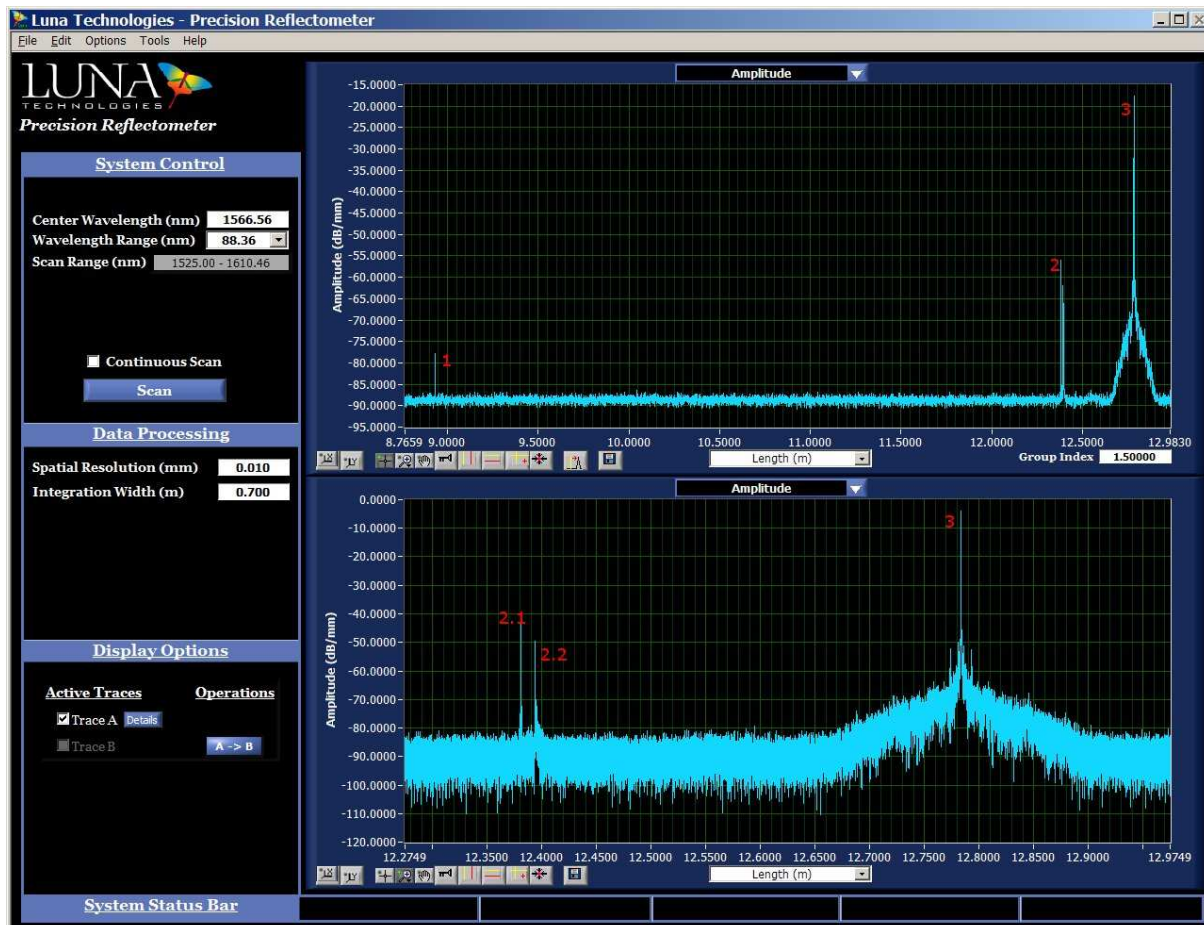 Luna Technologies - Precision Reflectometer
File Edit Options Tools Help
LUNA
TECHNOLOGIES
Precision Reflectometer
System Control
Center Wavelength (nm) 1566.56
Wavelength Range (nm) 88.36
Scan Range (nm) 1525.00 - 1610.46
Continuous Scan
Scan
Data Processing
Spatial Resolution (mm) 0.010
Integration Width (m) 0.700
Display Options
Active Traces Operations
Trace A Details
Trace B A -> B
System Status Bar
Amplitude
Amplitude (dB/mm)
-15.0000
-20.0000
-25.0000
-30.0000
-35.0000
-40.0000
-45.0000
-50.0000
-55.0000
-60.0000
-65.0000
-70.0000
-75.0000
-80.0000
-85.0000
-90.0000
-95.0000
1
2
3
8.7659 9.0000 9.5000 10.0000 10.5000 11.0000 11.5000 12.0000 12.5000 12.9830
Length (m)
Group Index 1.50000
Amplitude
Amplitude (dB/mm)
0.0000
-10.0000
-20.0000
-30.0000
-40.0000
-50.0000
-60.0000
-70.0000
-80.0000
-90.0000
-100.0000
-110.0000
-120.0000
2.1
2.2
3
12.2749 12.3500 12.4000 12.4500 12.5000 12.5500 12.6000 12.6500 12.7000 12.7500 12.8000 12.8500 12.9000 12.9749
Length (m)